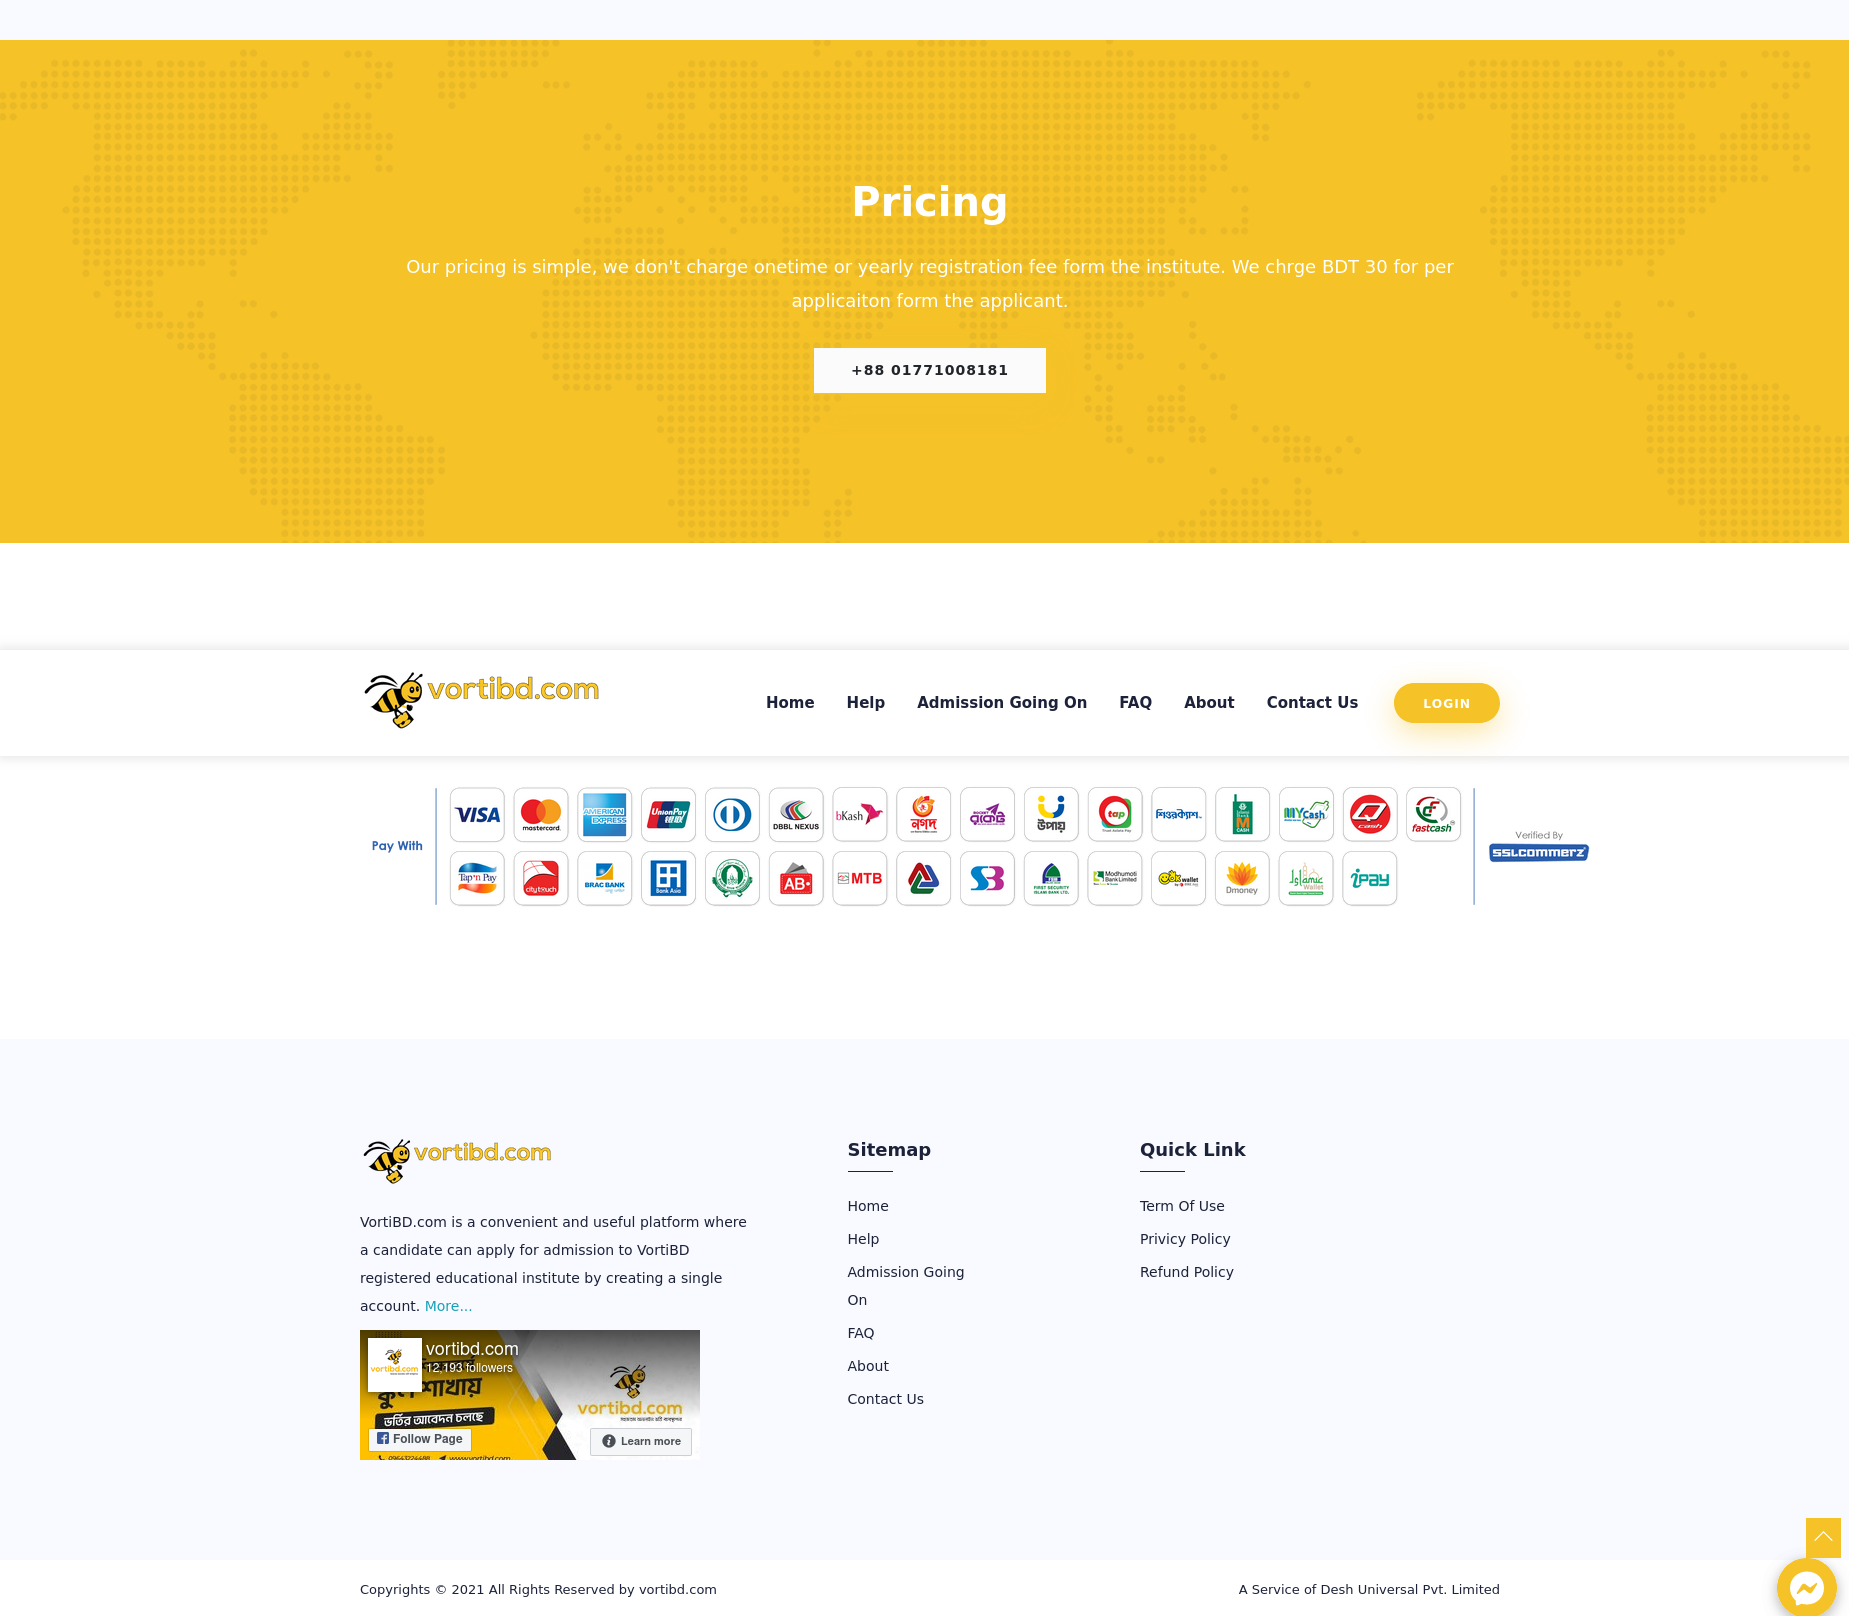 Pricing
Our pricing is simple, we don't charge onetime or yearly registration fee form the institute. We chrge BDT 30 for per
applicaiton form the applicant.
+88 01771008181
vortibd.com
Home Help Admission Going On FAQ About Contact Us LOGIN
Pay With
VISA mastercard. AMERICAN EXPRESS UnionPay 银联 DBBL NEXUS bKash নগদ রকেট উপায় tap শিওরক্যাশ M CASH MYCash Q cash fastcash
Tap'n Pay citytouch BRAC BANK Bank Asia AB MTB SB FIRST SECURITY ISLAMI BANK LTD. Modhumoti Bank Limited wallet Dmoney Islamic Wallet iPay
Verified By
SSLCOMMERZ
vortibd.com
VortiBD.com is a convenient and useful platform where
a candidate can apply for admission to VortiBD
registered educational institute by creating a single
account. More...
vortibd.com
12,193 followers
vortibd.com
শাখায়
ভর্তির আবেদন চলছে
vortibd.com
Follow Page
Learn more
www.vortibd.com
Sitemap
Home
Help
Admission Going
On
FAQ
About
Contact Us
Quick Link
Term Of Use
Privicy Policy
Refund Policy
Copyrights © 2021 All Rights Reserved by vortibd.com
A Service of Desh Universal Pvt. Limited